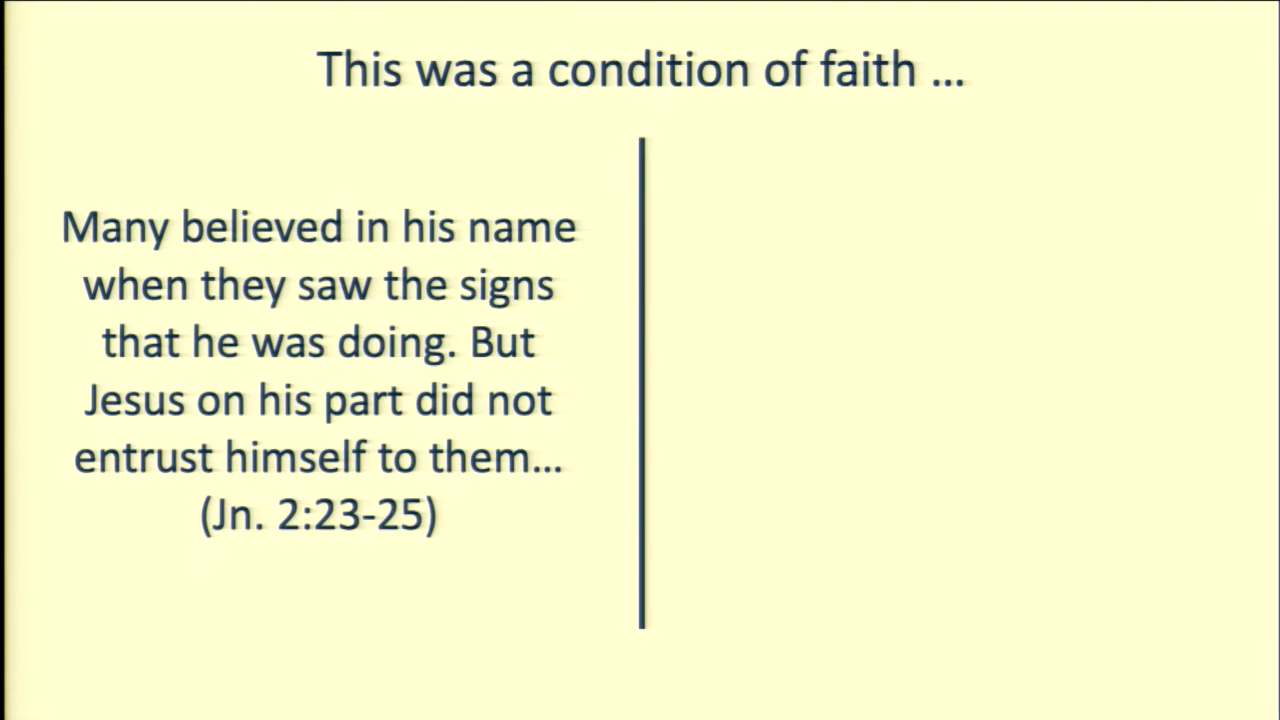 This was a condition of faith ...
Many believed in his name
when they saw the signs
that he was doing. But
Jesus on his part did not
entrust himself to them...
(Jn. 2:23-25)